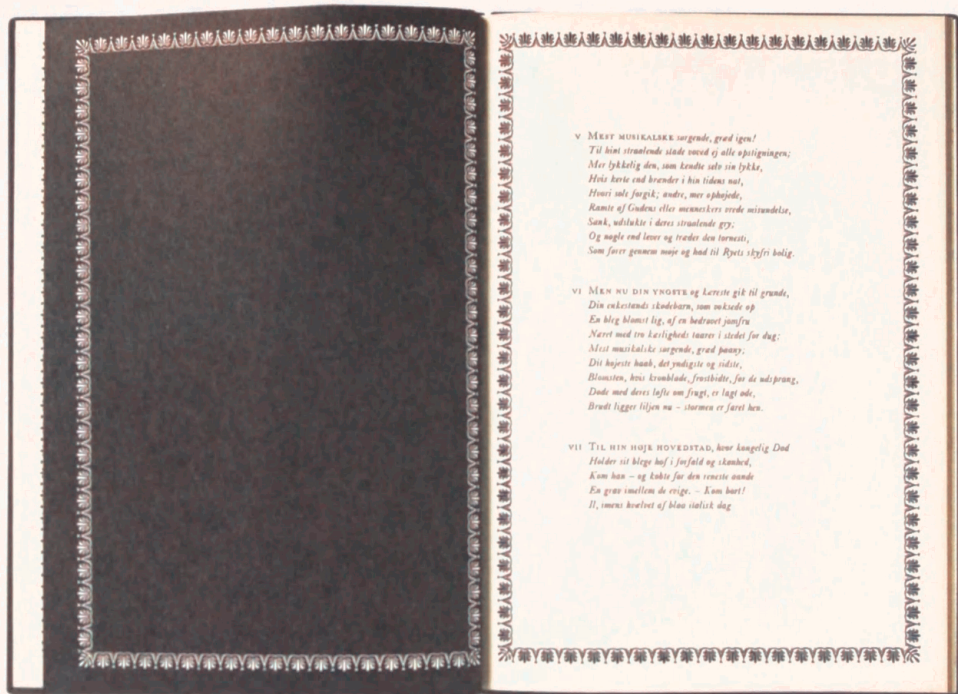 V MEST MUSIKALSKE sørgende, græd igen!
Til hint straalende stade voved ej alle opstigningen;
Mer lykkelig den, som kendte selv sin lykke,
Hvis kerte end brænder i hin tidens nat,
Hvori sole forgik; andre, mer ophøjede,
Ramte af Gudens eller menneskers vrede misundelse,
Sank, udslukte i deres straalende gry;
Og nogle end lever og træder den tornesti,
Som fører gennem møje og had til Ryets skyfri bolig.
VI MEN NU DIN YNGSTE og kæreste gik til grunde,
Din enkestands skødebarn, som voksede op
En bleg blomst lig, af en bedrøvet jomfru
Næret med tro kærligheds taarer i stedet for dug;
Mest musikalske sørgende, græd paany;
Dit højeste haab, det yndigste og sidste,
Blomsten, hvis kronblade, frostbidte, før de udsprang,
Døde med deres løfte om frugt, er lagt øde,
Brudt ligger liljen nu – stormen er faret hen.
VII TIL HIN HØJE HOVEDSTAD, hvor kongelig Død
Holder sit blege hof i forfald og skønhed,
Kom han – og købte for den reneste aande
En grav imellem de evige. – Kom bort!
Il, imens hvælvet af blaa italisk dag